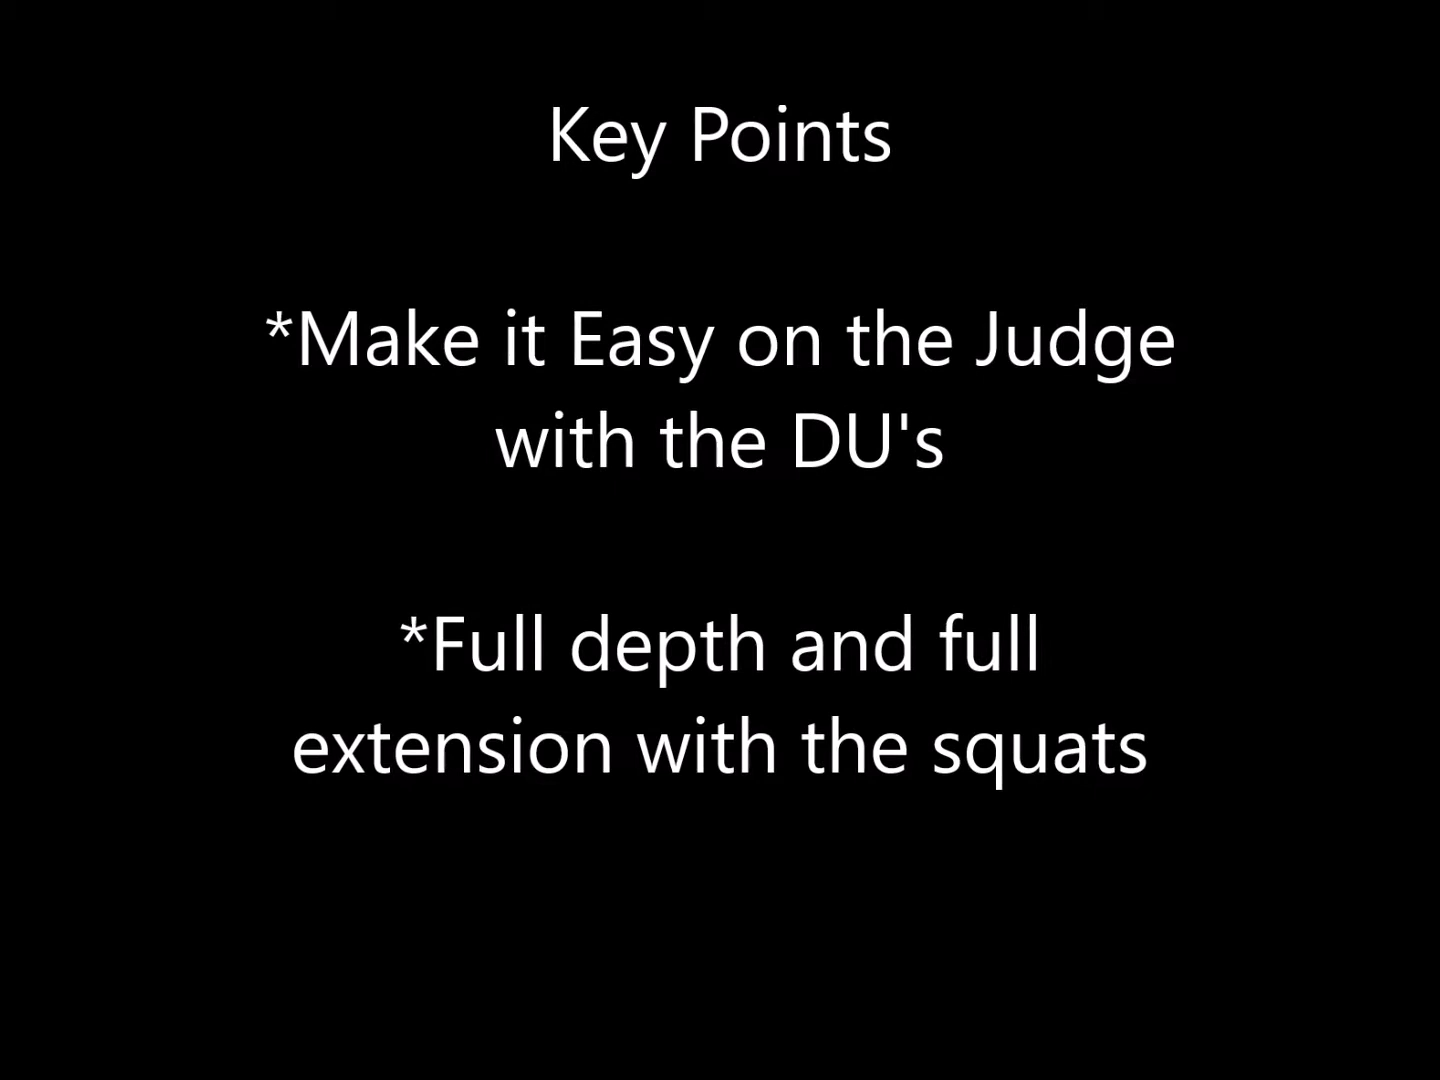 Key Points
*Make it Easy on the Judge
with the DU's
*Full depth and full
extension with the squats